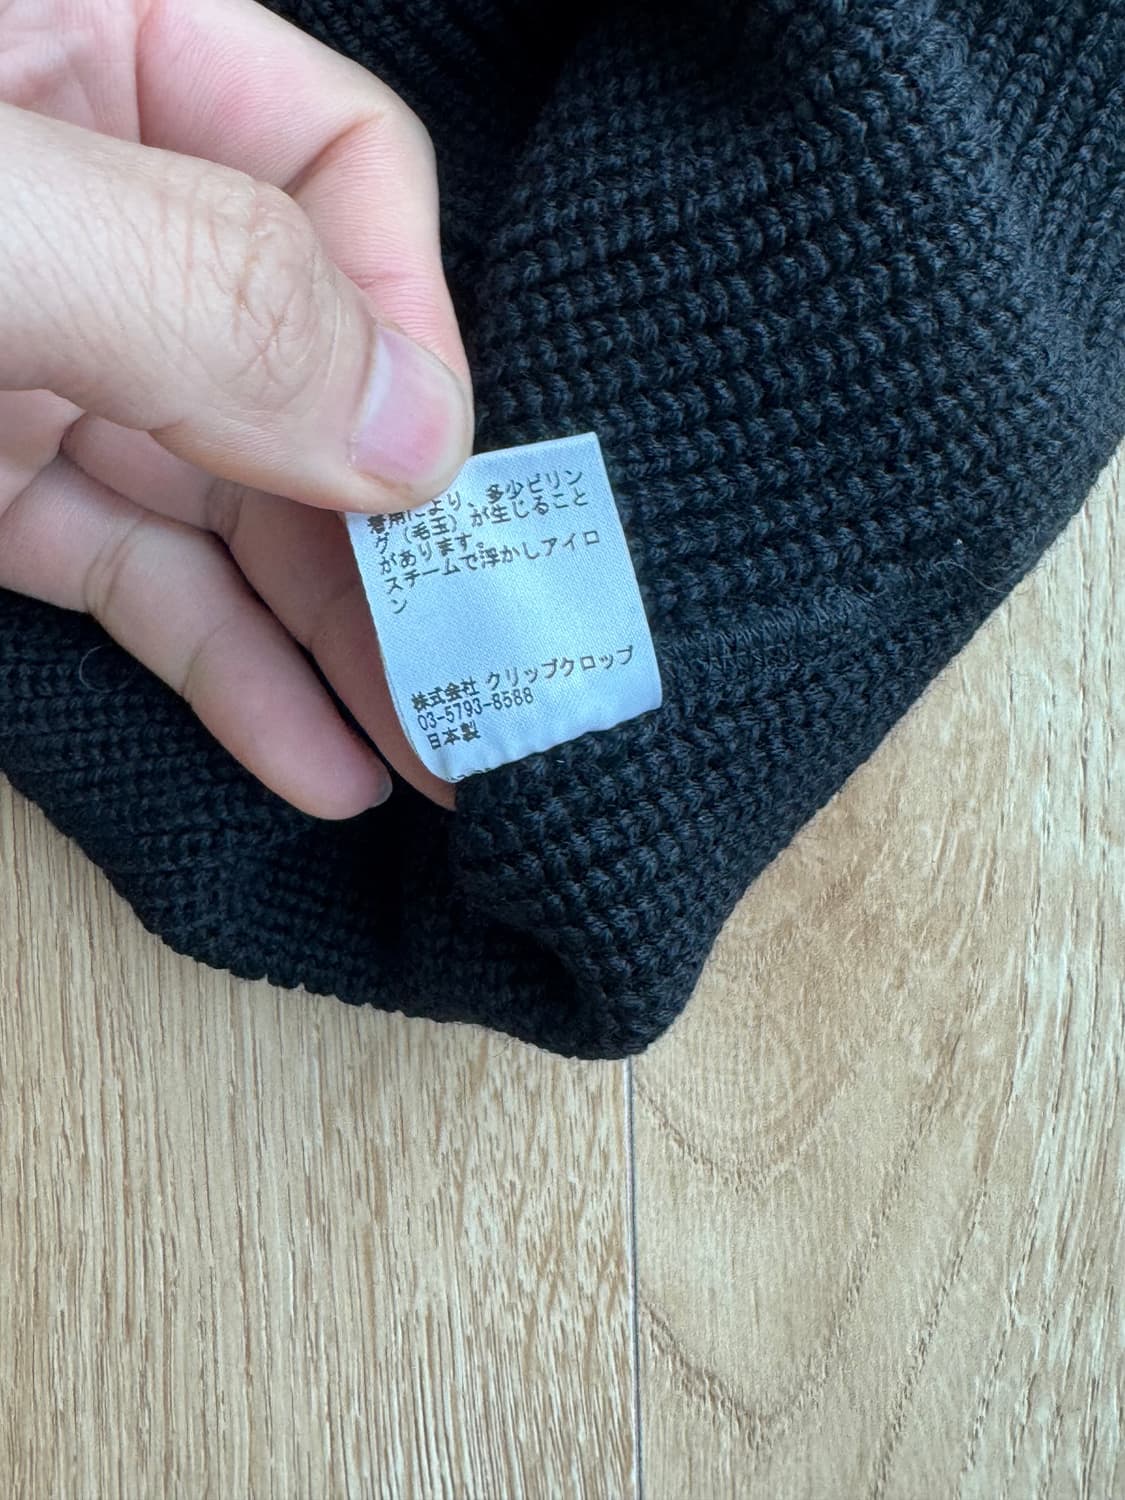 着用により、多少ピリン
グ（毛玉）が生じること
があります。
スチームで浮かしアイロ
ン
株式会社 クリップクロップ
03-5793-8588
日本製